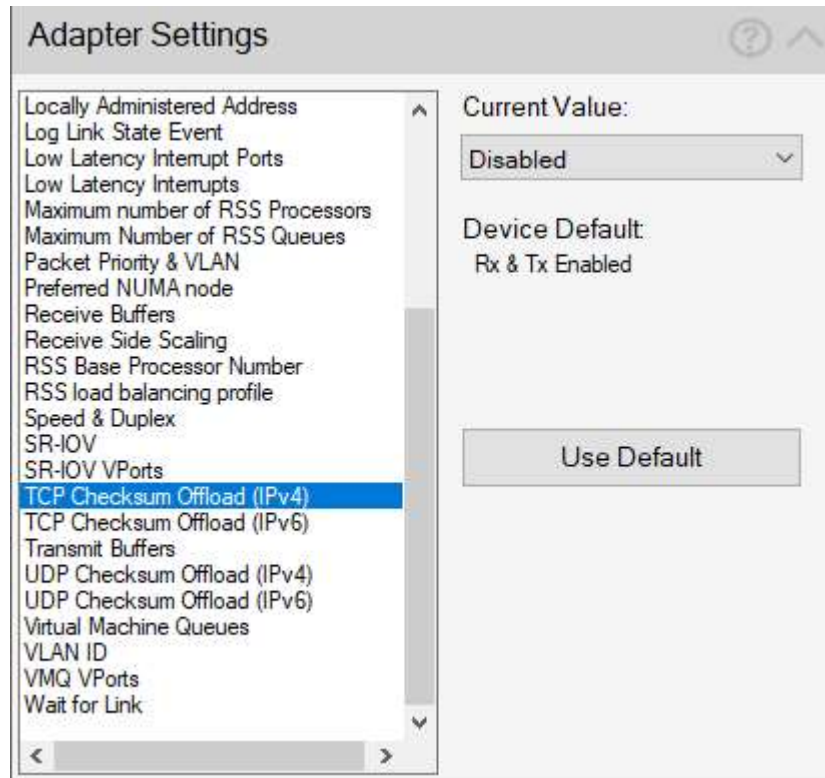 Adapter Settings
Locally Administered Address
Log Link State Event
Low Latency Interrupt Ports
Low Latency Interrupts
Maximum number of RSS Processors
Maximum Number of RSS Queues
Packet Priority & VLAN
Preferred NUMA node
Receive Buffers
Receive Side Scaling
RSS Base Processor Number
RSS load balancing profile
Speed & Duplex
SR-IOV
SR-IOV VPorts
TCP Checksum Offload (IPv4)
TCP Checksum Offload (IPv6)
Transmit Buffers
UDP Checksum Offload (IPv4)
UDP Checksum Offload (IPv6)
Virtual Machine Queues
VLAN ID
VMQ VPorts
Wait for Link
Current Value:
Disabled
Device Default:
Rx & Tx Enabled
Use Default